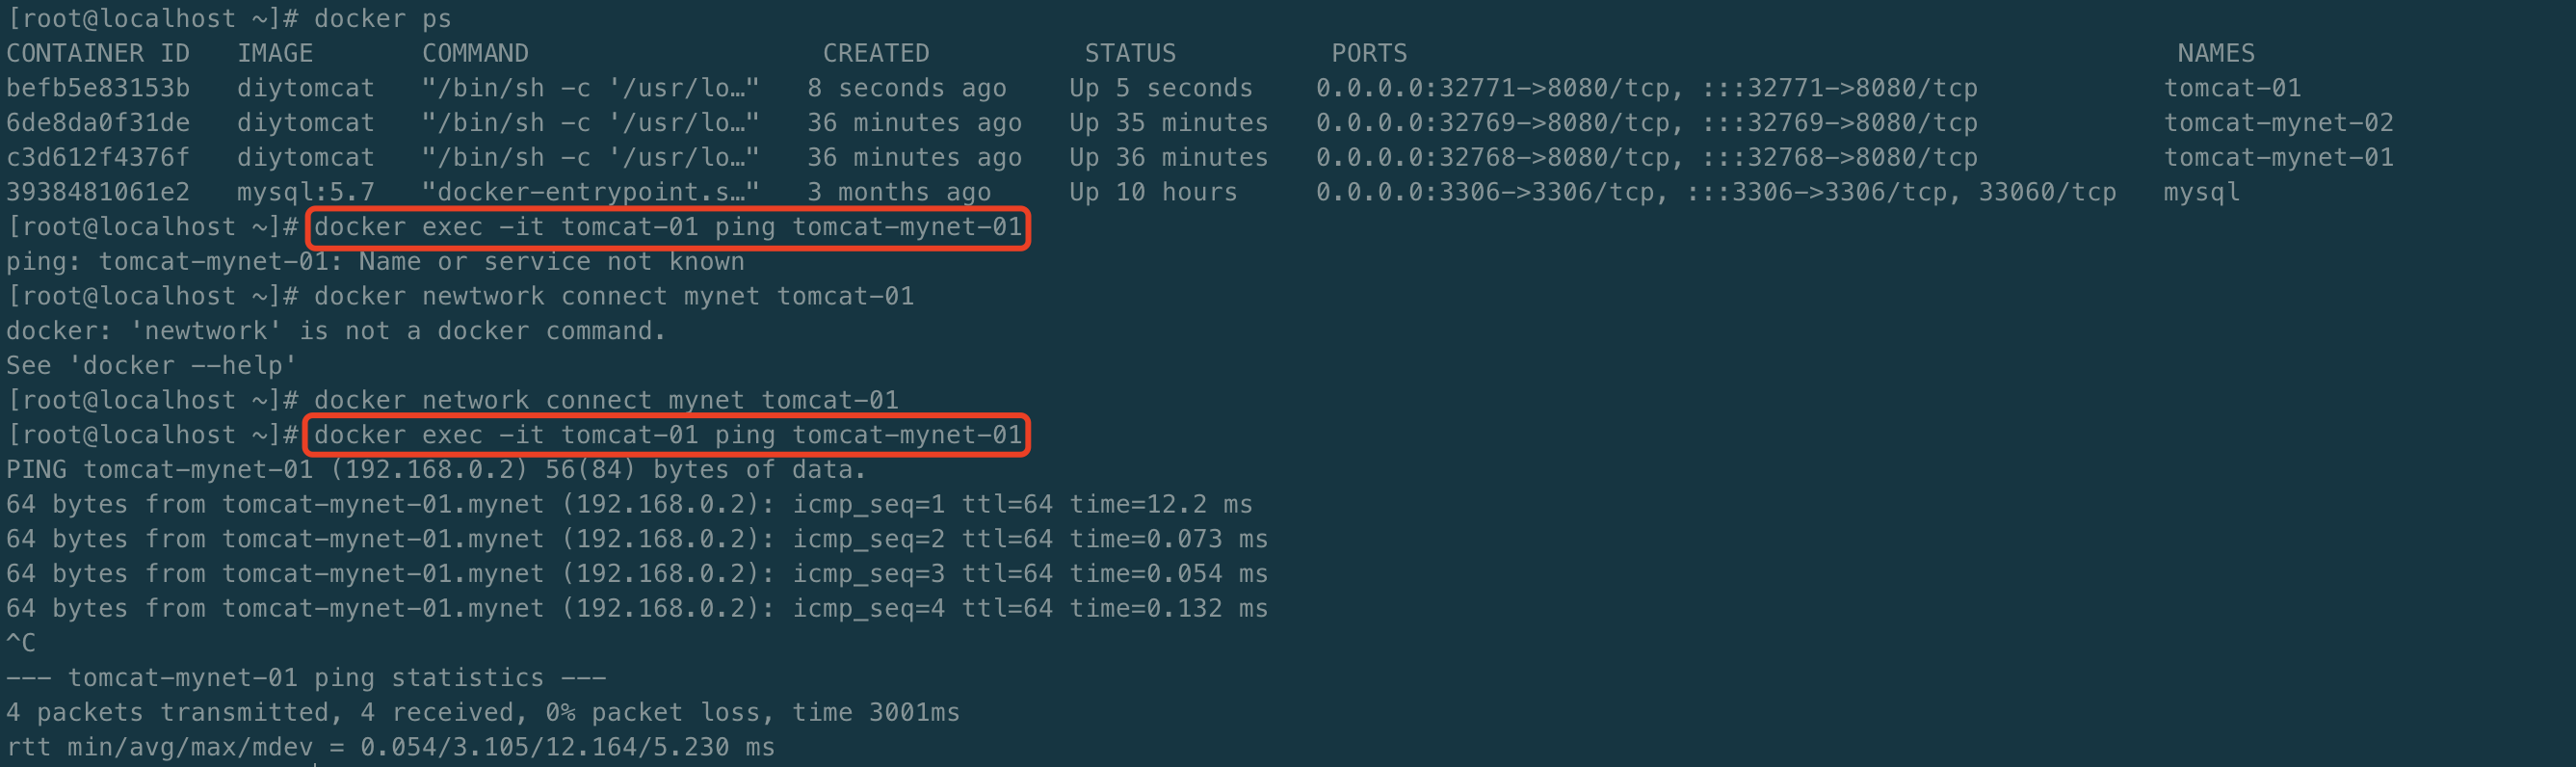 [root@localhost ~]# docker ps
CONTAINER ID   IMAGE       COMMAND                   CREATED          STATUS          PORTS                                                  NAMES
befb5e83153b   diytomcat   "/bin/sh -c '/usr/lo…"   8 seconds ago    Up 5 seconds    0.0.0.0:32771->8080/tcp, :::32771->8080/tcp            tomcat-01
6de8da0f31de   diytomcat   "/bin/sh -c '/usr/lo…"   36 minutes ago   Up 35 minutes   0.0.0.0:32769->8080/tcp, :::32769->8080/tcp            tomcat-mynet-02
c3d612f4376f   diytomcat   "/bin/sh -c '/usr/lo…"   36 minutes ago   Up 36 minutes   0.0.0.0:32768->8080/tcp, :::32768->8080/tcp            tomcat-mynet-01
3938481061e2   mysql:5.7   "docker-entrypoint.s…"   3 months ago     Up 10 hours     0.0.0.0:3306->3306/tcp, :::3306->3306/tcp, 33060/tcp   mysql
[root@localhost ~]# docker exec -it tomcat-01 ping tomcat-mynet-01
ping: tomcat-mynet-01: Name or service not known
[root@localhost ~]# docker newtwork connect mynet tomcat-01
docker: 'newtwork' is not a docker command.
See 'docker --help'
[root@localhost ~]# docker network connect mynet tomcat-01
[root@localhost ~]# docker exec -it tomcat-01 ping tomcat-mynet-01
PING tomcat-mynet-01 (192.168.0.2) 56(84) bytes of data.
64 bytes from tomcat-mynet-01.mynet (192.168.0.2): icmp_seq=1 ttl=64 time=12.2 ms
64 bytes from tomcat-mynet-01.mynet (192.168.0.2): icmp_seq=2 ttl=64 time=0.073 ms
64 bytes from tomcat-mynet-01.mynet (192.168.0.2): icmp_seq=3 ttl=64 time=0.054 ms
64 bytes from tomcat-mynet-01.mynet (192.168.0.2): icmp_seq=4 ttl=64 time=0.132 ms
^C
--- tomcat-mynet-01 ping statistics ---
4 packets transmitted, 4 received, 0% packet loss, time 3001ms
rtt min/avg/max/mdev = 0.054/3.105/12.164/5.230 ms